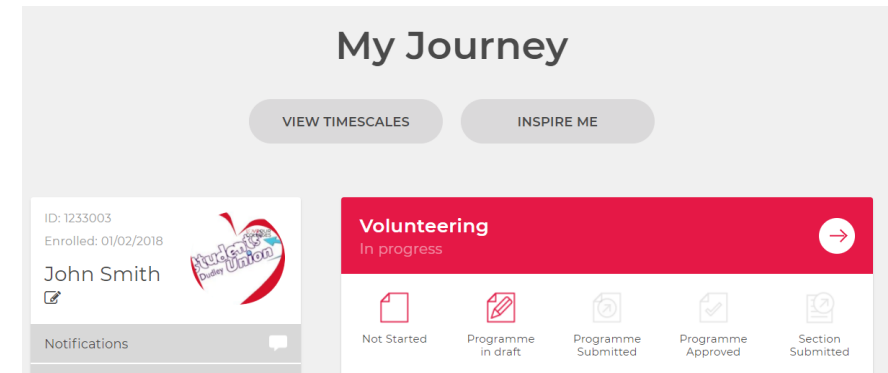 My Journey
VIEW TIMESCALES
INSPIRE ME
ID: 1233003
Enrolled: 01/02/2018
John Smith
Students
Dudley Union
Notifications
Volunteering
In progress
Not Started
Programme
in draft
Programme
Submitted
Programme
Approved
Section
Submitted